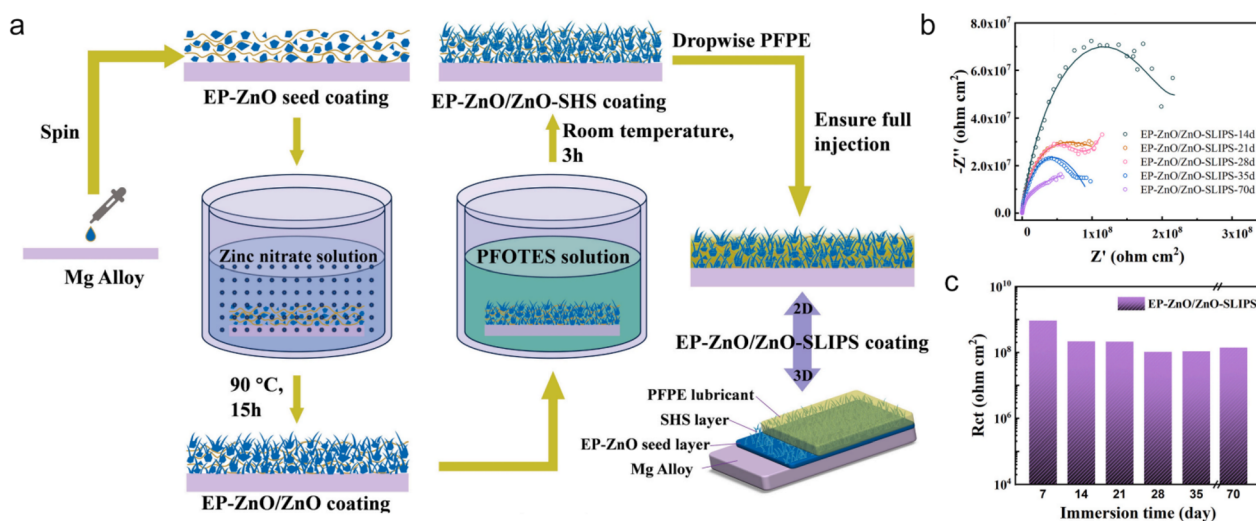 a
EP-ZnO seed coating
Spin
Mg Alloy
Zinc nitrate solution
90 °C,
15h
EP-ZnO/ZnO coating
EP-ZnO/ZnO-SHS coating
Room temperature,
3h
PFOTES solution
Dropwise PFPE
Ensure full
injection
2D
EP-ZnO/ZnO-SLIPS coating
3D
PFPE lubricant
SHS layer
EP-ZnO seed layer
Mg Alloy
b
-Z'' (ohm cm²)
8.0x10⁷
6.0x10⁷
4.0x10⁷
2.0x10⁷
0.0
EP-ZnO/ZnO-SLIPS-14d
EP-ZnO/ZnO-SLIPS-21d
EP-ZnO/ZnO-SLIPS-28d
EP-ZnO/ZnO-SLIPS-35d
EP-ZnO/ZnO-SLIPS-70d
0 1x10⁸ 2x10⁸ 3x10⁸
Z' (ohm cm²)
c
Rct (ohm cm²)
10¹⁰
10⁸
10⁶
10⁴
EP-ZnO/ZnO-SLIPS
7 14 21 28 35 70
Immersion time (day)